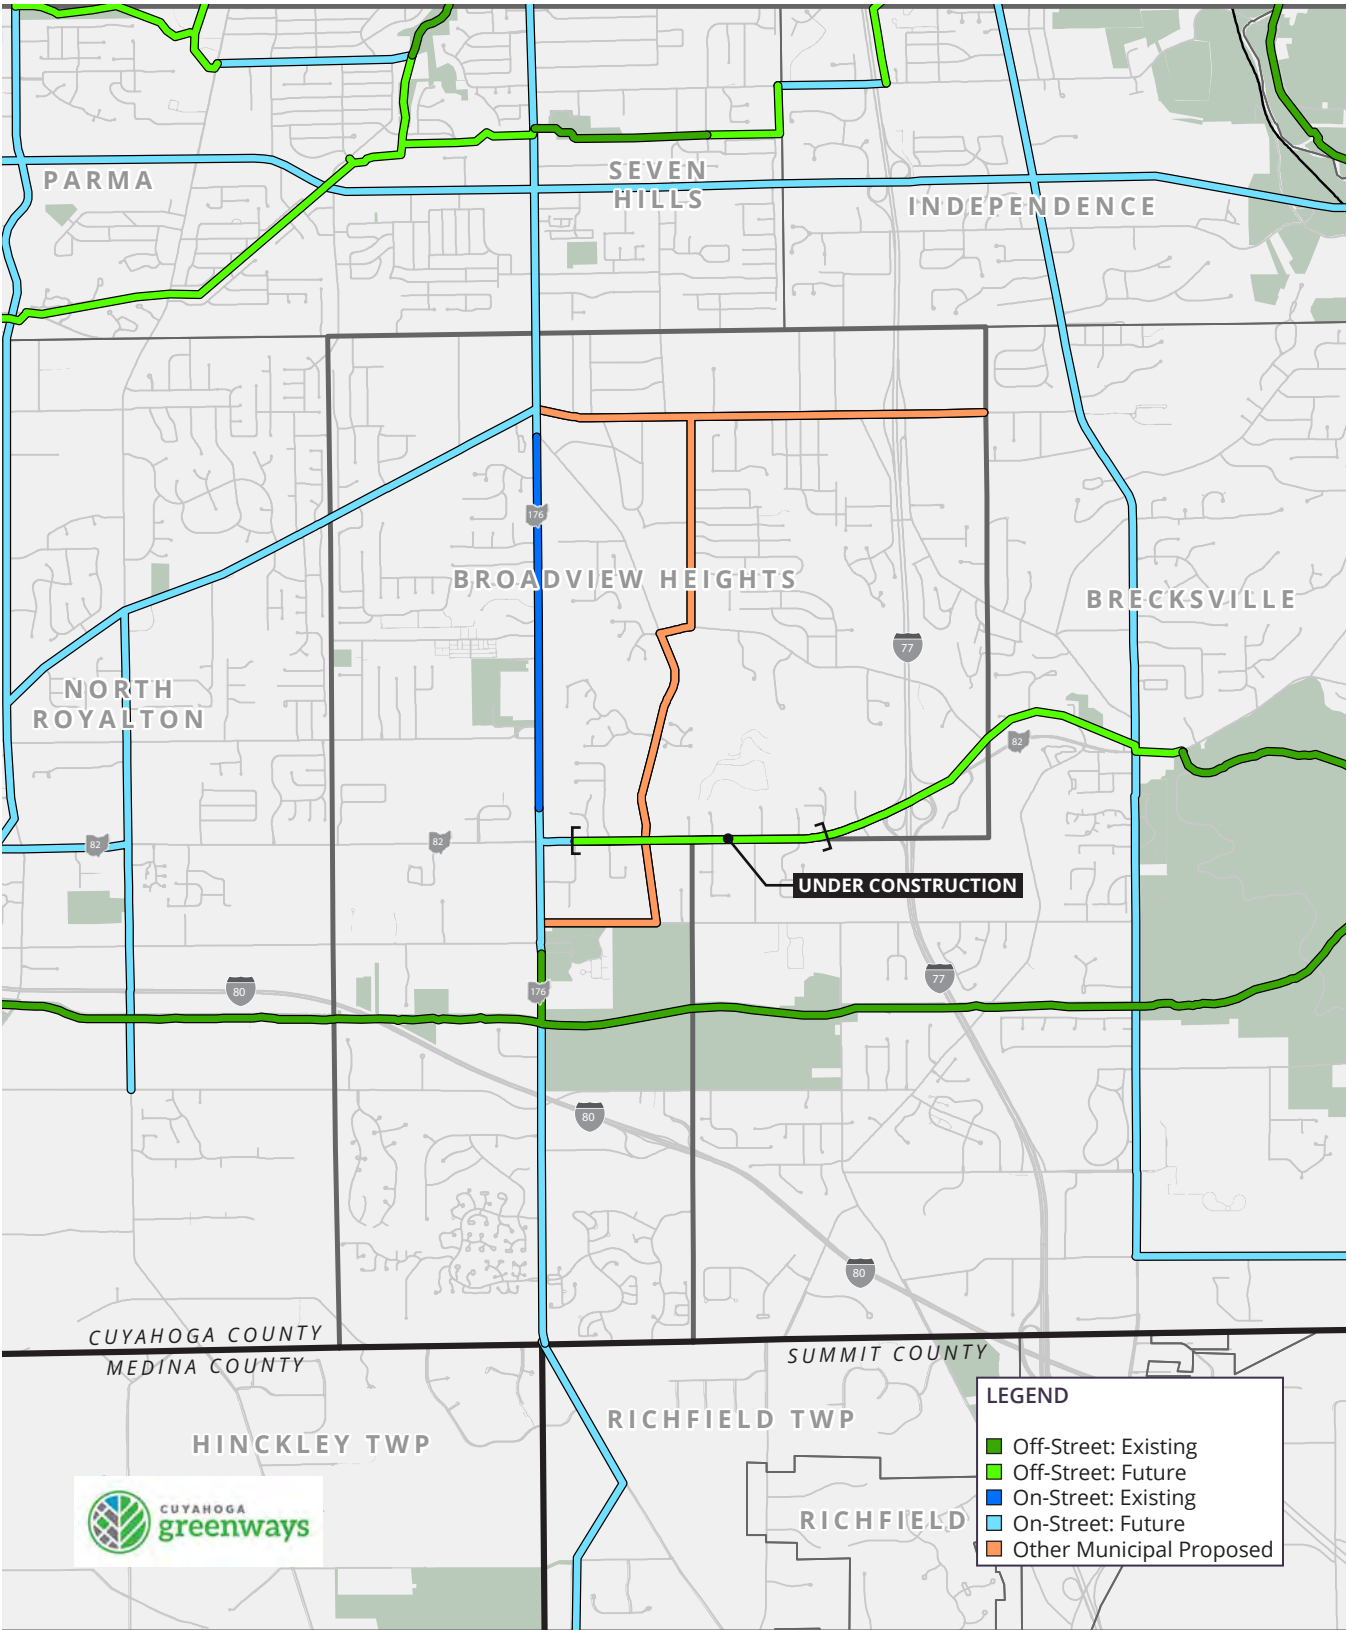 PARMA
SEVEN
HILLS
INDEPENDENCE
176
BROADVIEW HEIGHTS
BRECKSVILLE
77
NORTH
ROYALTON
82
82
82
UNDER CONSTRUCTION
77
80
176
80
80
CUYAHOGA COUNTY
MEDINA COUNTY
SUMMIT COUNTY
RICHFIELD TWP
HINCKLEY TWP
RICHFIELD
CUYAHOGA
greenways
LEGEND
Off-Street: Existing
Off-Street: Future
On-Street: Existing
On-Street: Future
Other Municipal Proposed